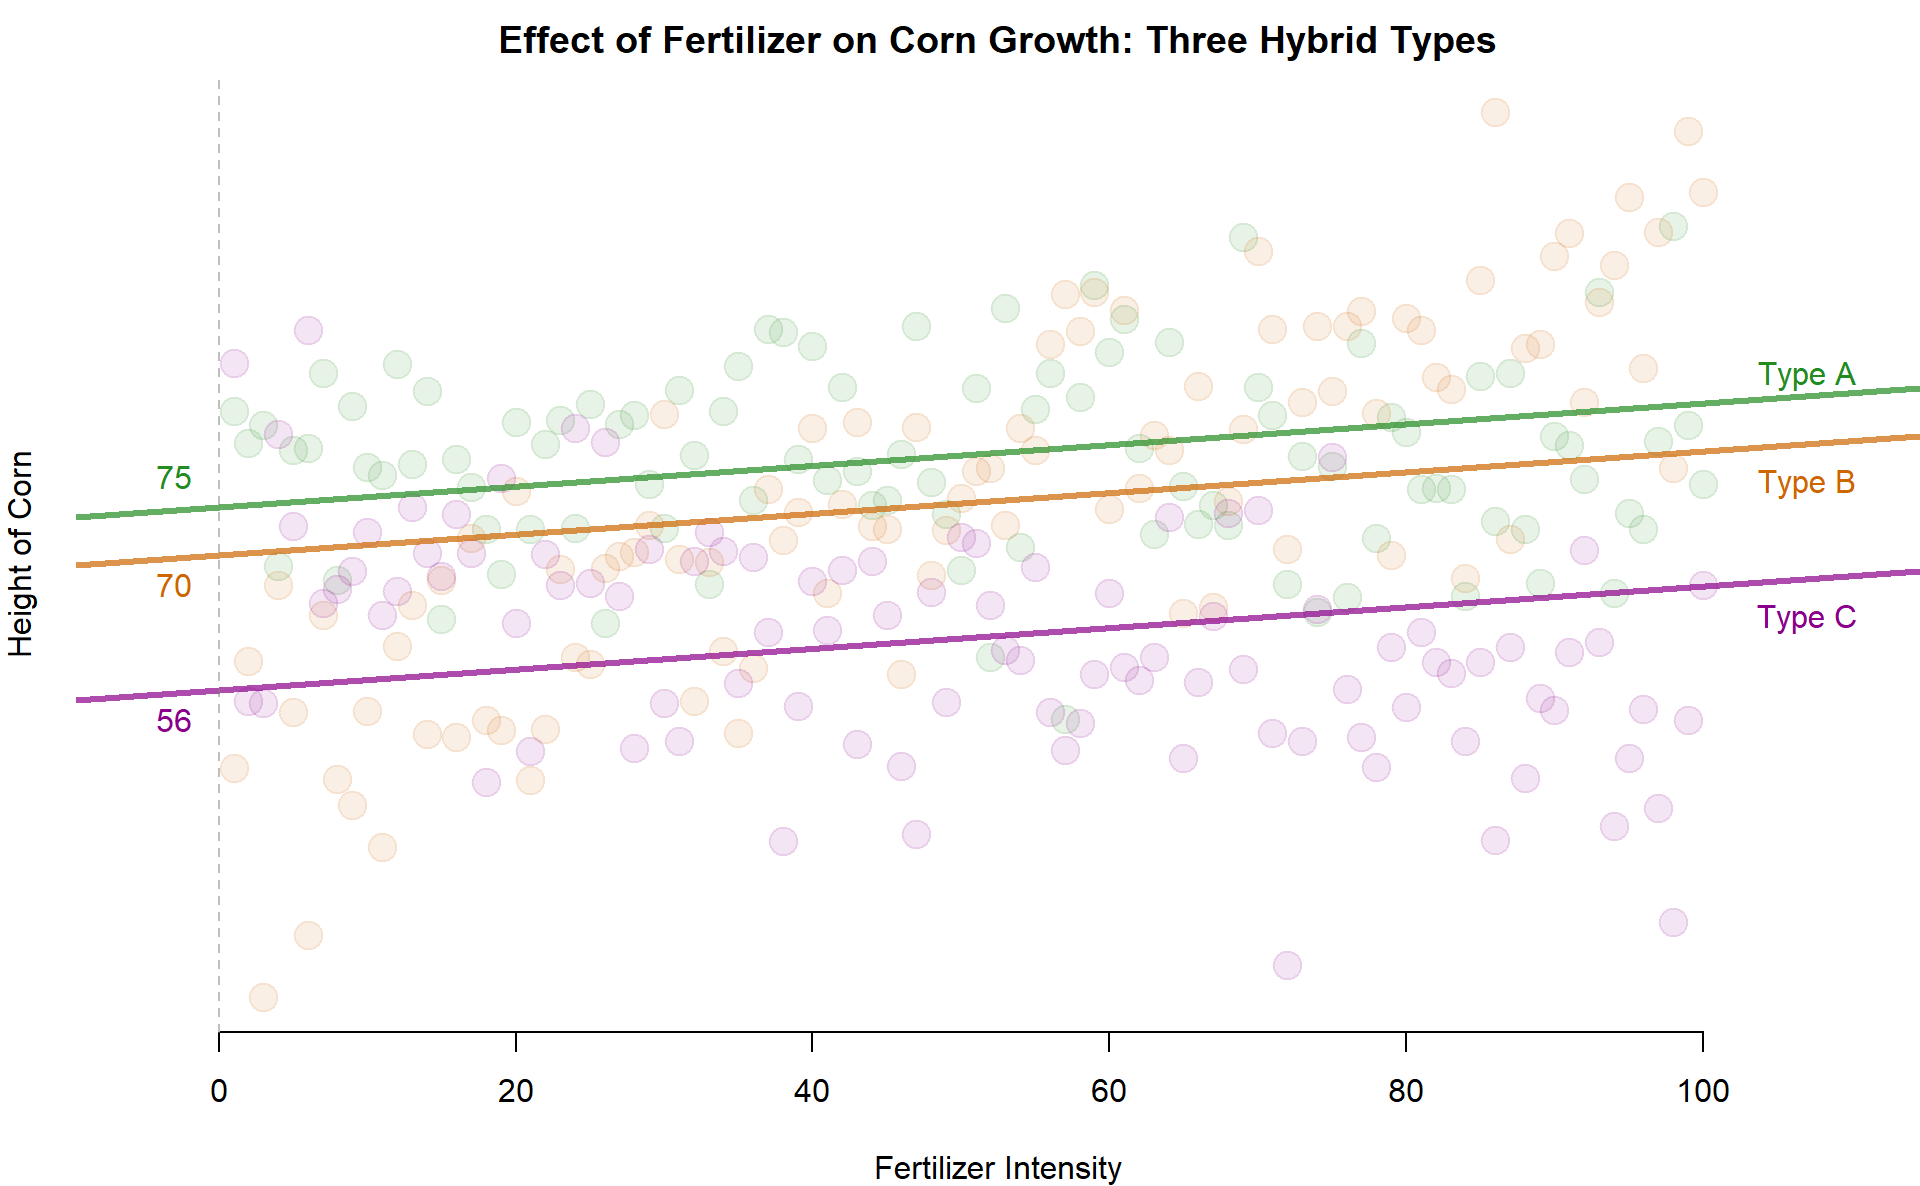 Effect of Fertilizer on Corn Growth: Three Hybrid Types
Height of Corn
75
70
56
Type A
Type B
Type C
0 20 40 60 80 100
Fertilizer Intensity